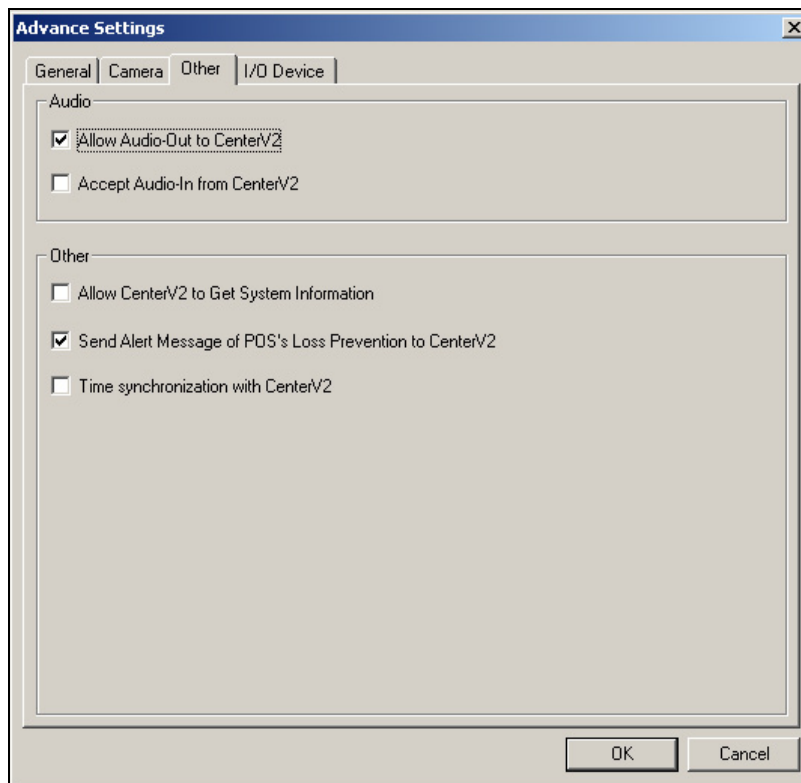 Advance Settings
General Camera Other I/O Device
Audio
Allow Audio-Out to CenterV2
Accept Audio-In from CenterV2
Other
Allow CenterV2 to Get System Information
Send Alert Message of POS's Loss Prevention to CenterV2
Time synchronization with CenterV2
OK Cancel